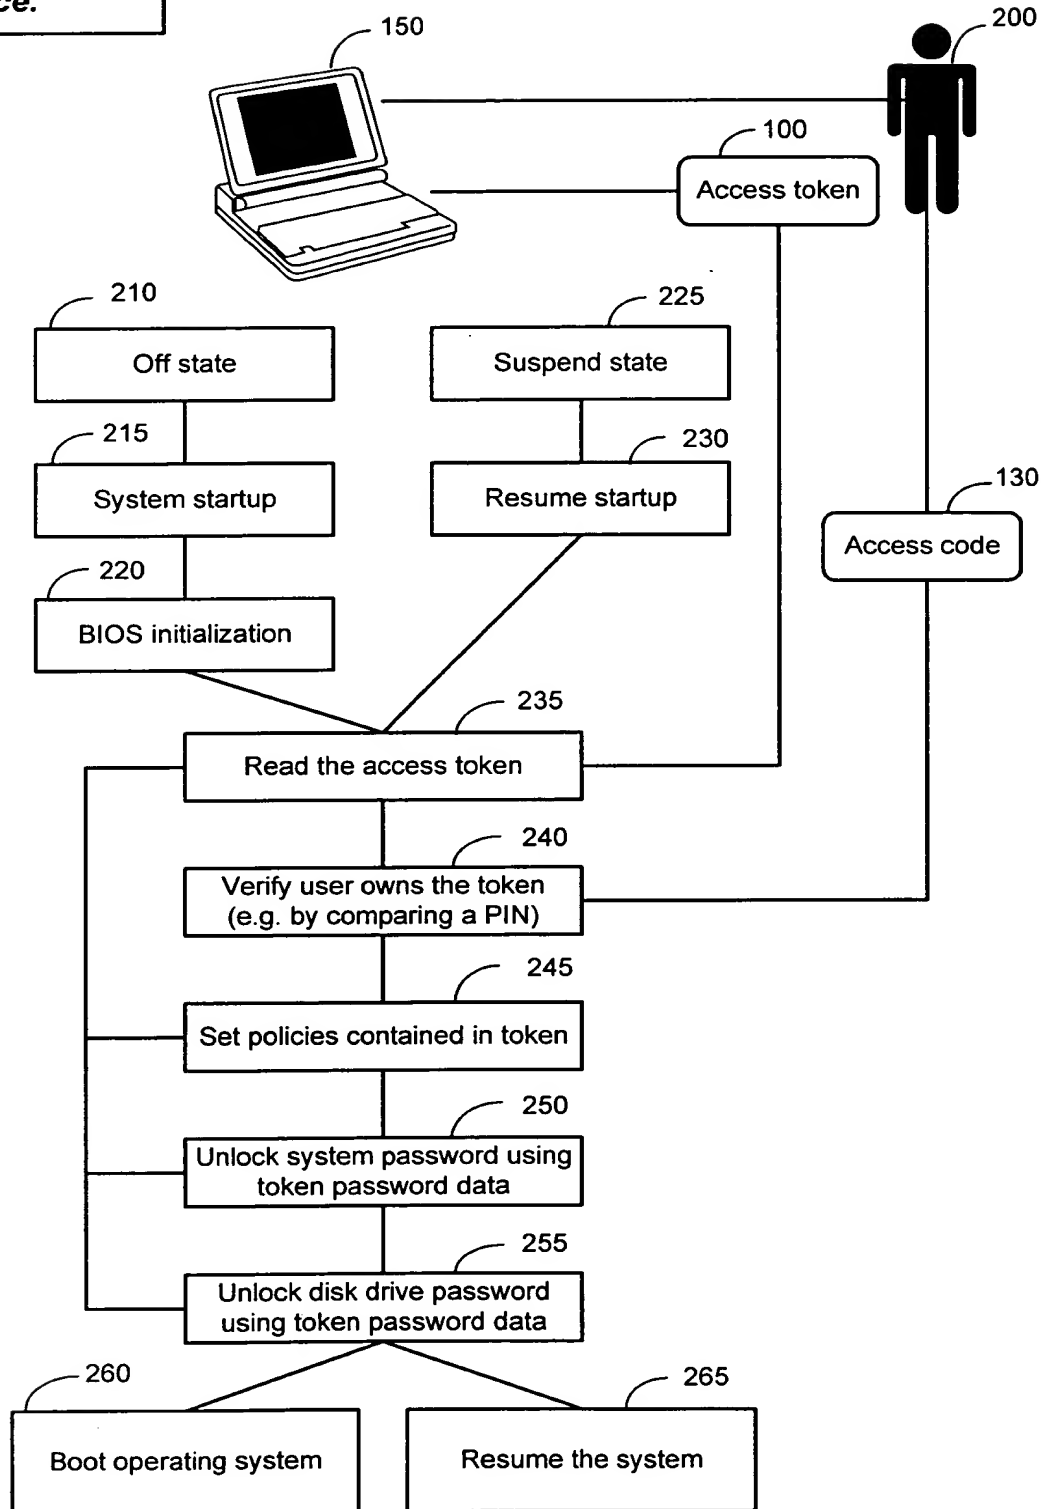 ce.
150
200
100
Access token
210
225
Off state
Suspend state
215
230
System startup
Resume startup
130
Access code
220
BIOS initialization
235
Read the access token
240
Verify user owns the token
(e.g. by comparing a PIN)
245
Set policies contained in token
250
Unlock system password using
token password data
255
Unlock disk drive password
using token password data
260
265
Boot operating system
Resume the system